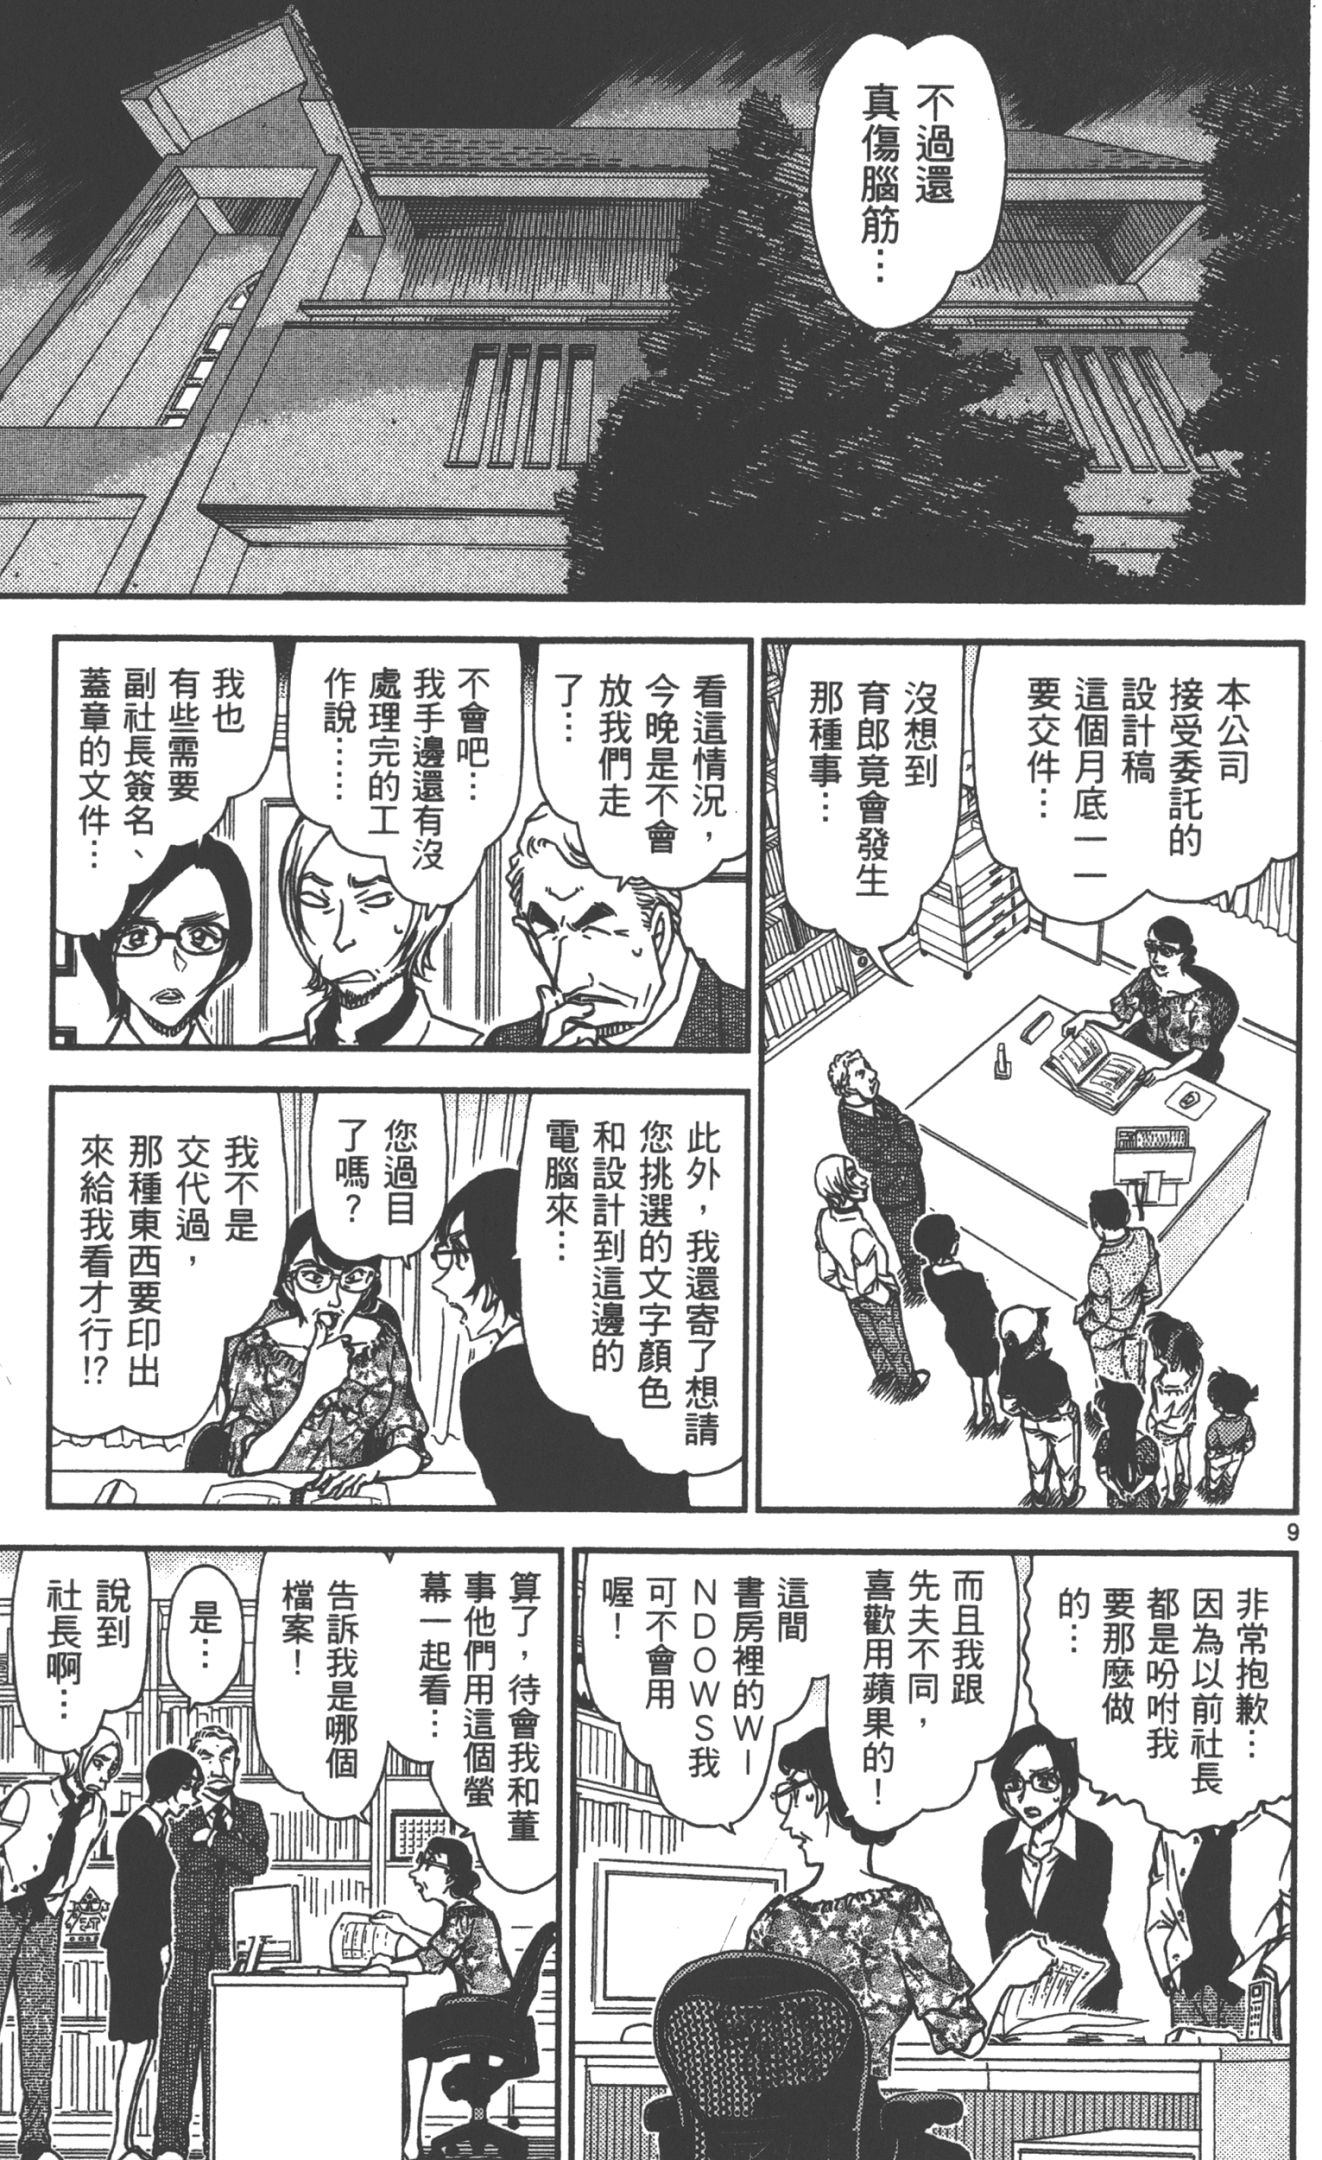 不過還
真傷腦筋…
本公司
接受委託的
設計稿
這個月底——
要交件…
沒想到
育郎竟會發生
那種事…
看這情況，
今晚是不會
放我們走
了…
不會吧…
我手邊還有沒
處理完的工
作說……
我也
有些需要
副社長簽名、
蓋章的文件…
此外，我還寄了想請
您挑選的文字顏色
和設計到這邊的
電腦來…
您過目
了嗎？
我不是
交代過，
那種東西要印出
來給我看才行!?
9
非常抱歉…
因為以前社長
都是吩咐我
要那麼做
的…
而且我跟
先夫不同，
喜歡用蘋果的！
這間
書房裡的WI
NDOWS我
可不會用
喔！
算了，待會我和董
事他們用這個螢
幕一起看…
告訴我是哪個
檔案！
是…
說到
社長啊…